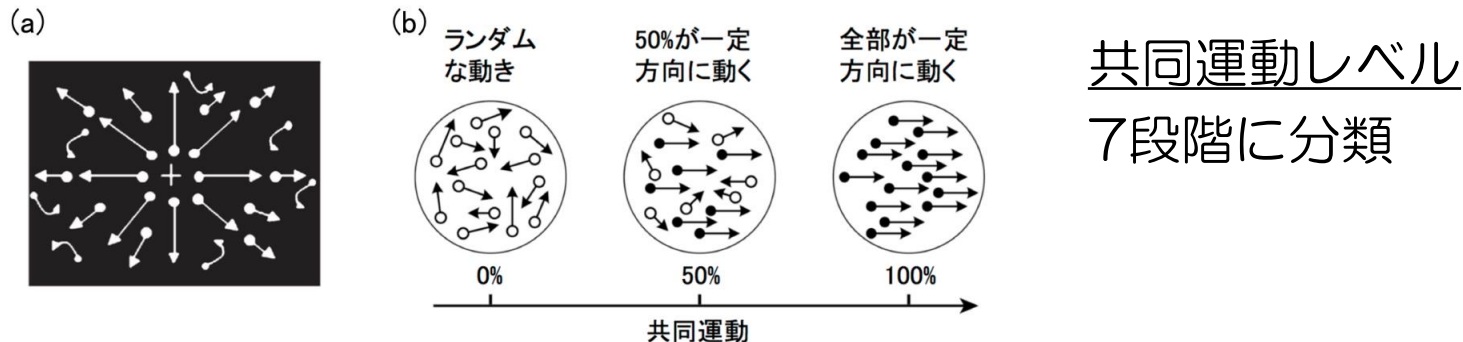 (a)
(b)
ランダム
な動き
50%が一定
方向に動く
全部が一定
方向に動く
0%
50%
100%
共同運動
共同運動レベル
7段階に分類